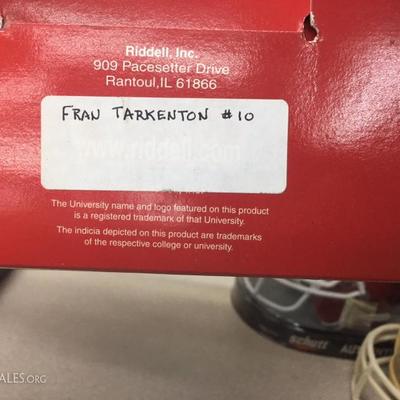 Riddell, Inc.
909 Pacesetter Drive
Rantoul, IL 61866
FRAN TARKENTON #10
www.riddell.com
The University name and logo featured on this product
is a registered trademark of that University.
The indicia depicted on this product are trademarks
of the respective college or university.
schutt
ALES.ORG